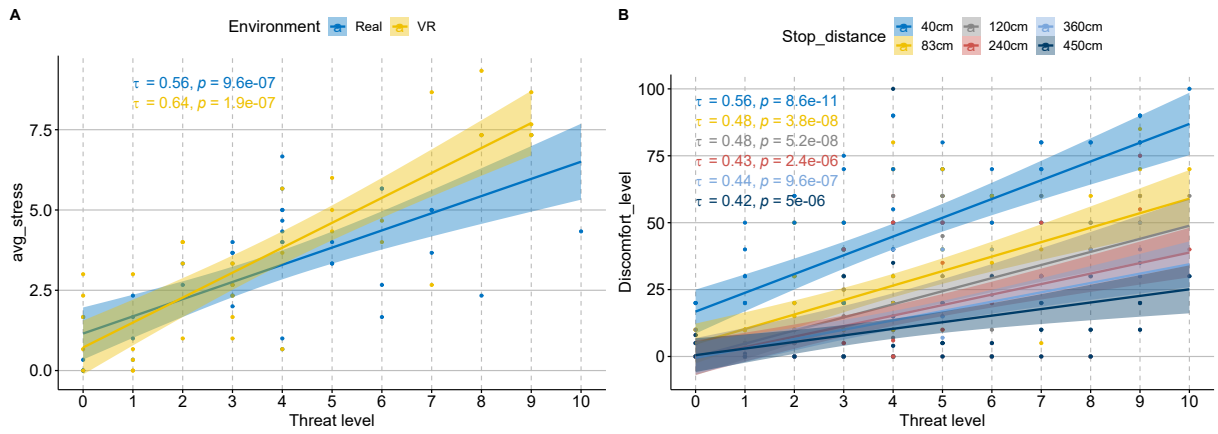 A
Environment Real VR
τ = 0.56, p = 9.6e-07
τ = 0.64, p = 1.9e-07
7.5
5.0
2.5
0.0
avg_stress
0 1 2 3 4 5 6 7 8 9 10
Threat level
B
Stop_distance
40cm 120cm 360cm
83cm 240cm 450cm
τ = 0.56, p = 8.6e-11
τ = 0.48, p = 3.8e-08
τ = 0.48, p = 5.2e-08
τ = 0.43, p = 2.4e-06
τ = 0.44, p = 9.6e-07
τ = 0.42, p = 5e-06
100
75
50
25
0
Discomfort_level
0 1 2 3 4 5 6 7 8 9 10
Threat level